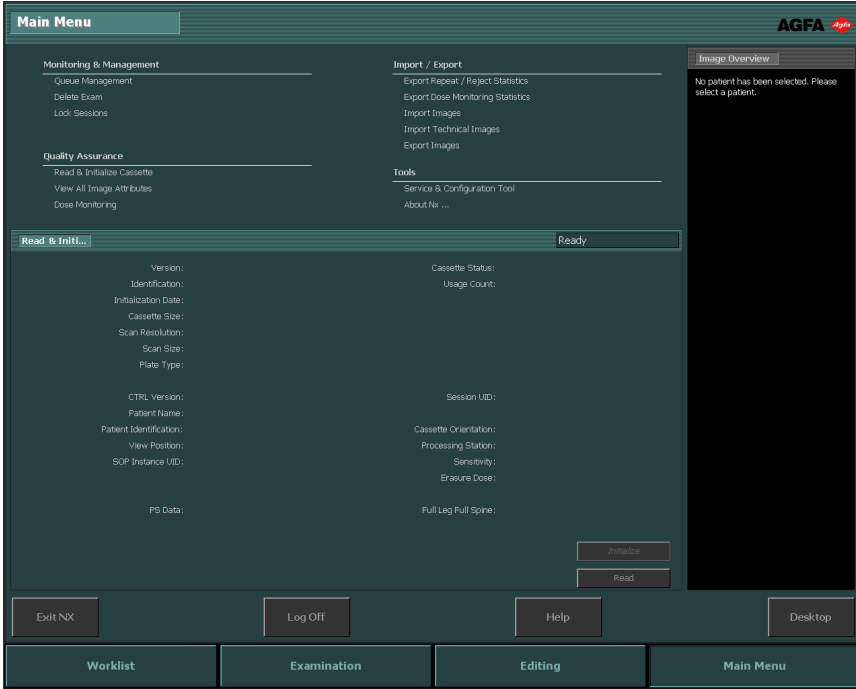 Main Menu
AGFA
Agfa
Monitoring & Management
Queue Management
Delete Exam
Lock Sessions
Quality Assurance
Read & Initialize Cassette
View All Image Attributes
Dose Monitoring
Import / Export
Export Repeat / Reject Statistics
Export Dose Monitoring Statistics
Import Images
Import Technical Images
Export Images
Tools
Service & Configuration Tool
About Nx ...
Image Overview
No patient has been selected. Please
select a patient.
Read & Initi...
Ready
Version:
Identification:
Initialization Date:
Cassette Size:
Scan Resolution:
Scan Size:
Plate Type:
Cassette Status:
Usage Count:
CTRL Version:
Patient Name:
Patient Identification:
View Position:
SOP Instance UID:
Session UID:
Cassette Orientation:
Processing Station:
Sensitivity:
Erasure Dose:
PS Data:
Full Leg Full Spine:
Initialize
Read
Exit NX
Log Off
Help
Desktop
Worklist
Examination
Editing
Main Menu